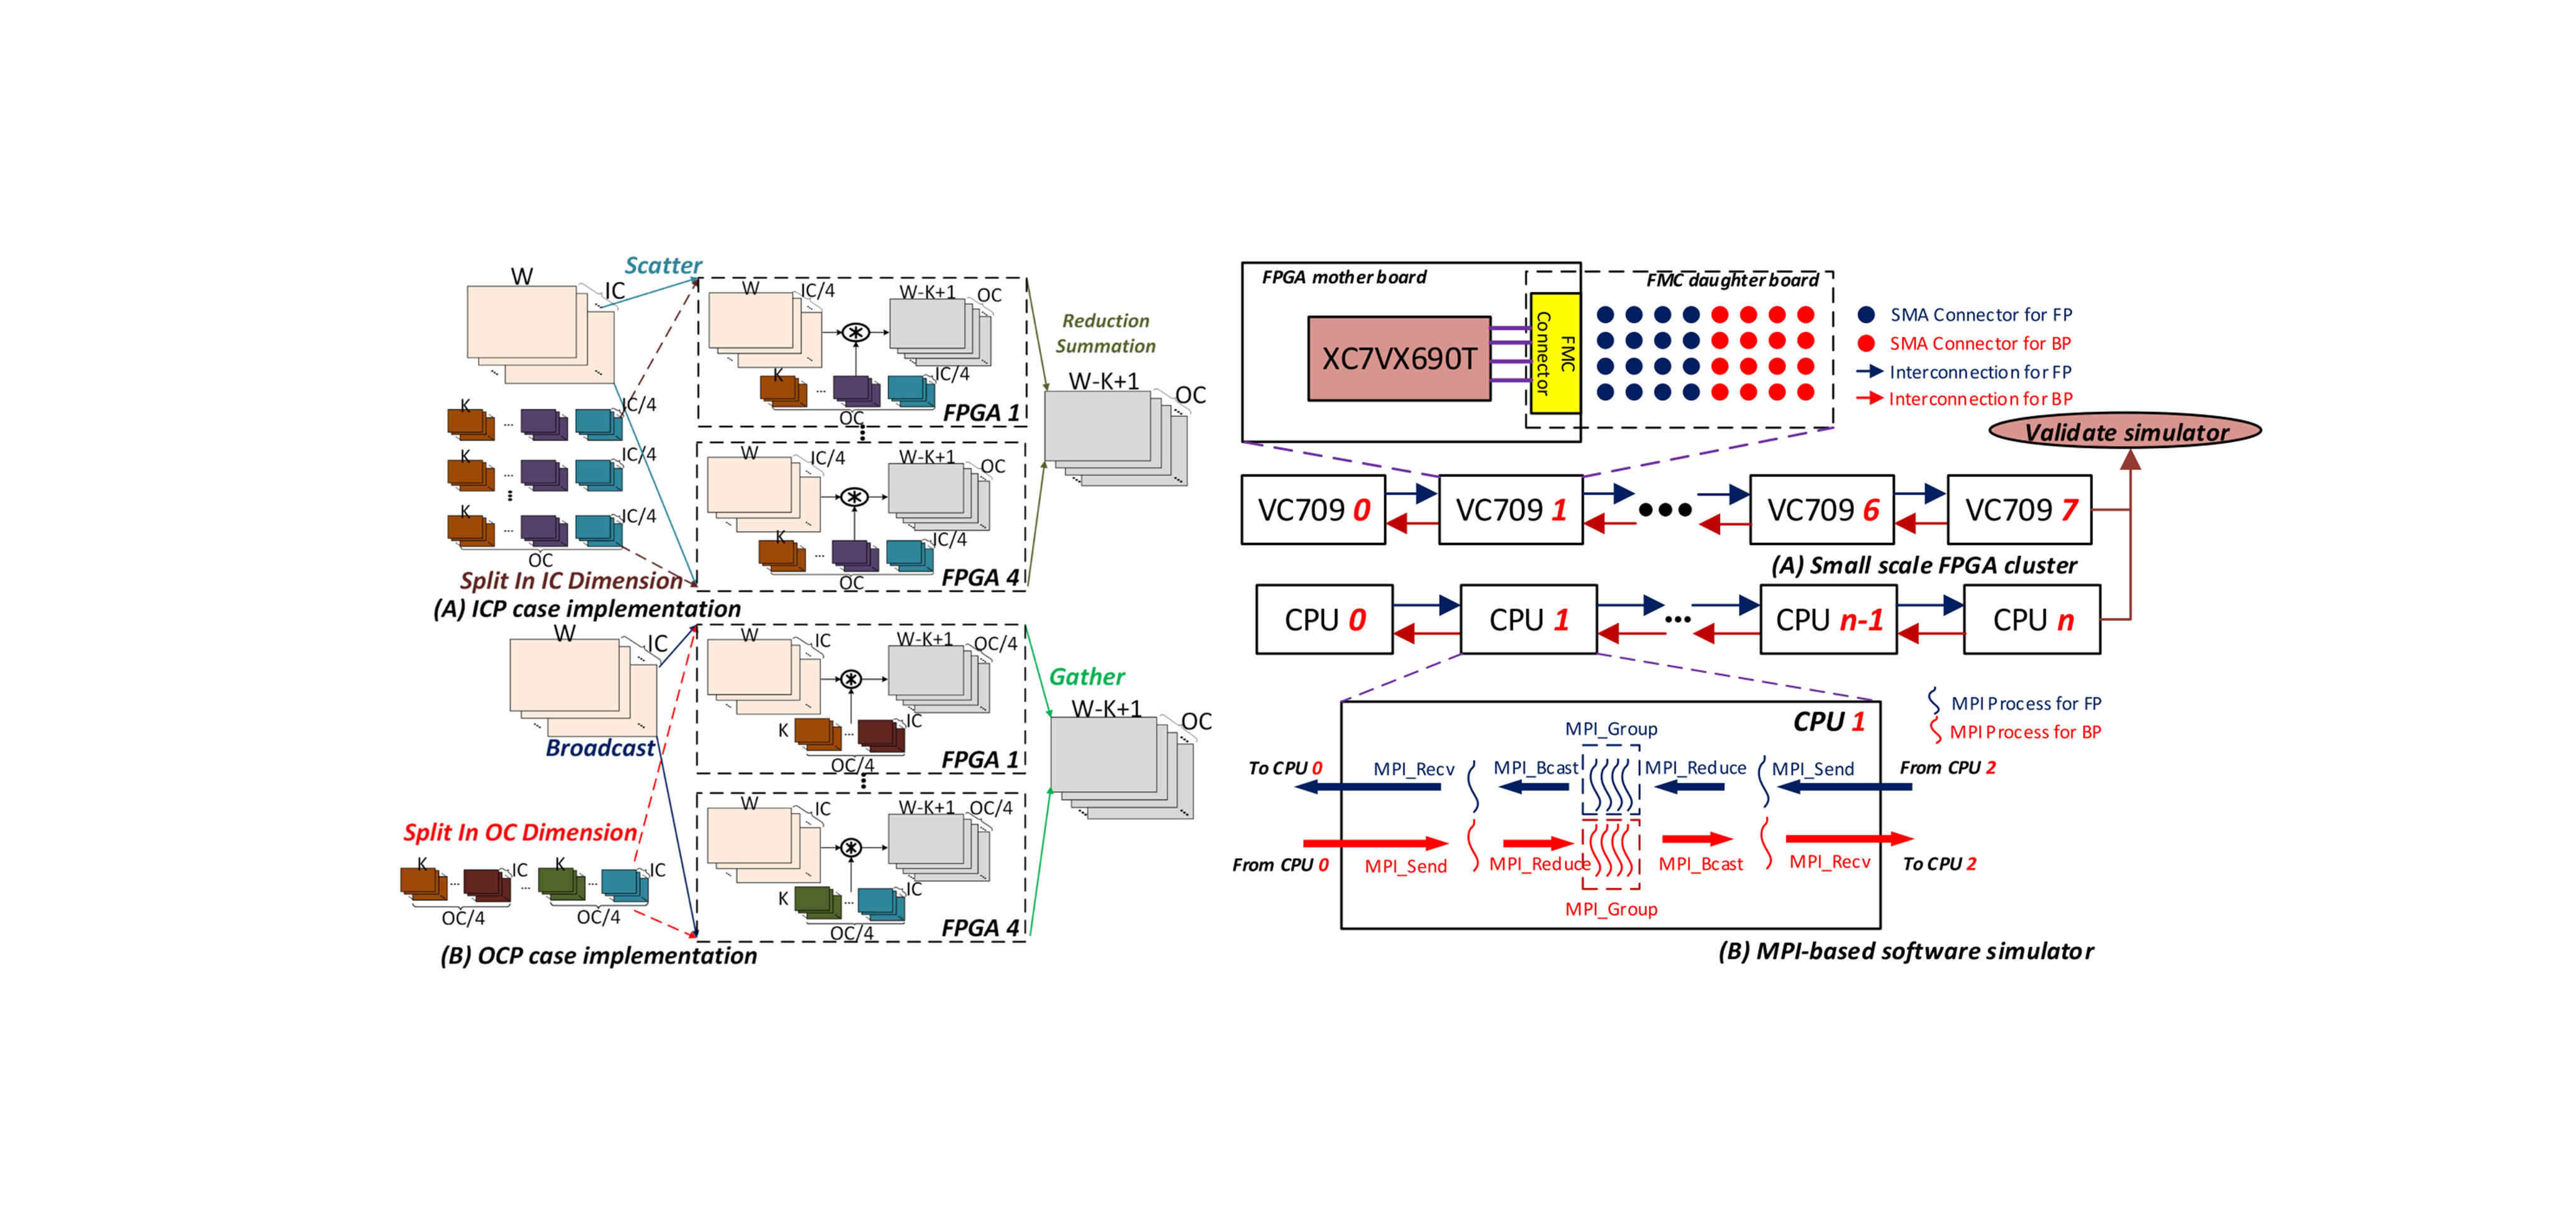 Scatter
W
IC
W
IC/4
W-K+1
OC
K
...
IC/4
OC
FPGA 1
K
...
IC/4
K
...
IC/4
K
...
IC/4
OC
W
IC/4
W-K+1
OC
K
...
IC/4
OC
FPGA 4
Reduction
Summation
W-K+1
OC
Split In IC Dimension
(A) ICP case implementation
W
IC
Broadcast
W
IC
W-K+1
OC/4
K
...
IC
OC/4
FPGA 1
Gather
W-K+1
OC
W
IC
W-K+1
OC/4
K
...
IC
OC/4
FPGA 4
Split In OC Dimension
K
...
IC
...
K
...
IC
OC/4
OC/4
(B) OCP case implementation
FPGA mother board
FMC daughter board
XC7VX690T
FMC
Connector
SMA Connector for FP
SMA Connector for BP
Interconnection for FP
Interconnection for BP
Validate simulator
VC709 0
VC709 1
VC709 6
VC709 7
(A) Small scale FPGA cluster
CPU 0
CPU 1
...
CPU n-1
CPU n
MPI Process for FP
MPI Process for BP
CPU 1
MPI_Group
To CPU 0
MPI_Recv
MPI_Bcast
MPI_Reduce
MPI_Send
From CPU 2
From CPU 0
MPI_Send
MPI_Reduce
MPI_Bcast
MPI_Recv
To CPU 2
MPI_Group
(B) MPI-based software simulator